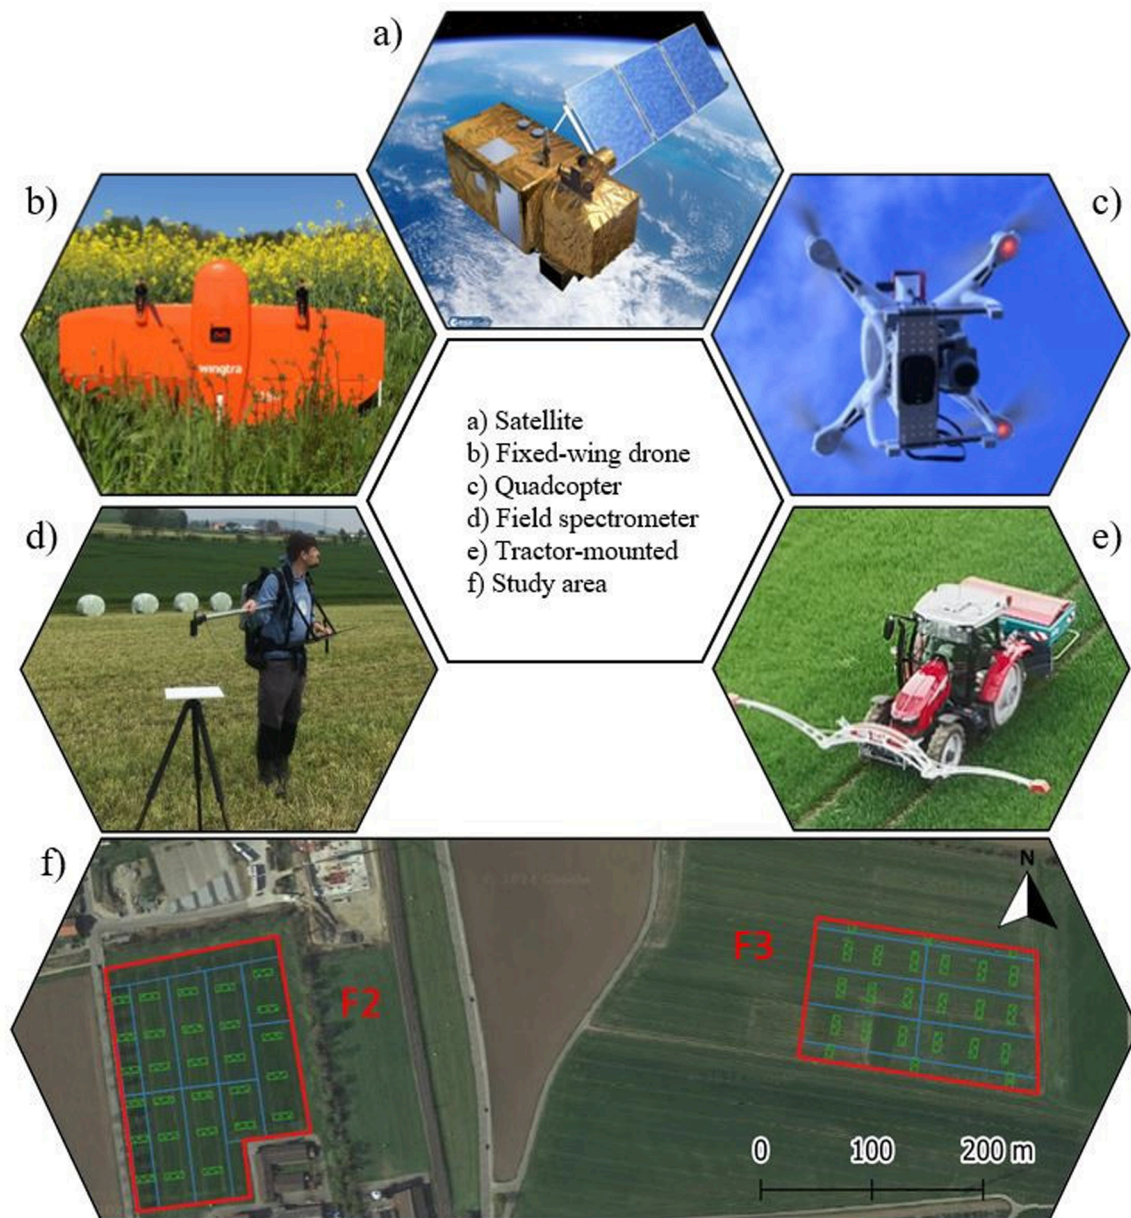 a)
b)
wingtra
c)
a) Satellite
b) Fixed-wing drone
c) Quadcopter
d) Field spectrometer
e) Tractor-mounted
f) Study area
d)
e)
f)
N
F3
F2
0 100 200 m